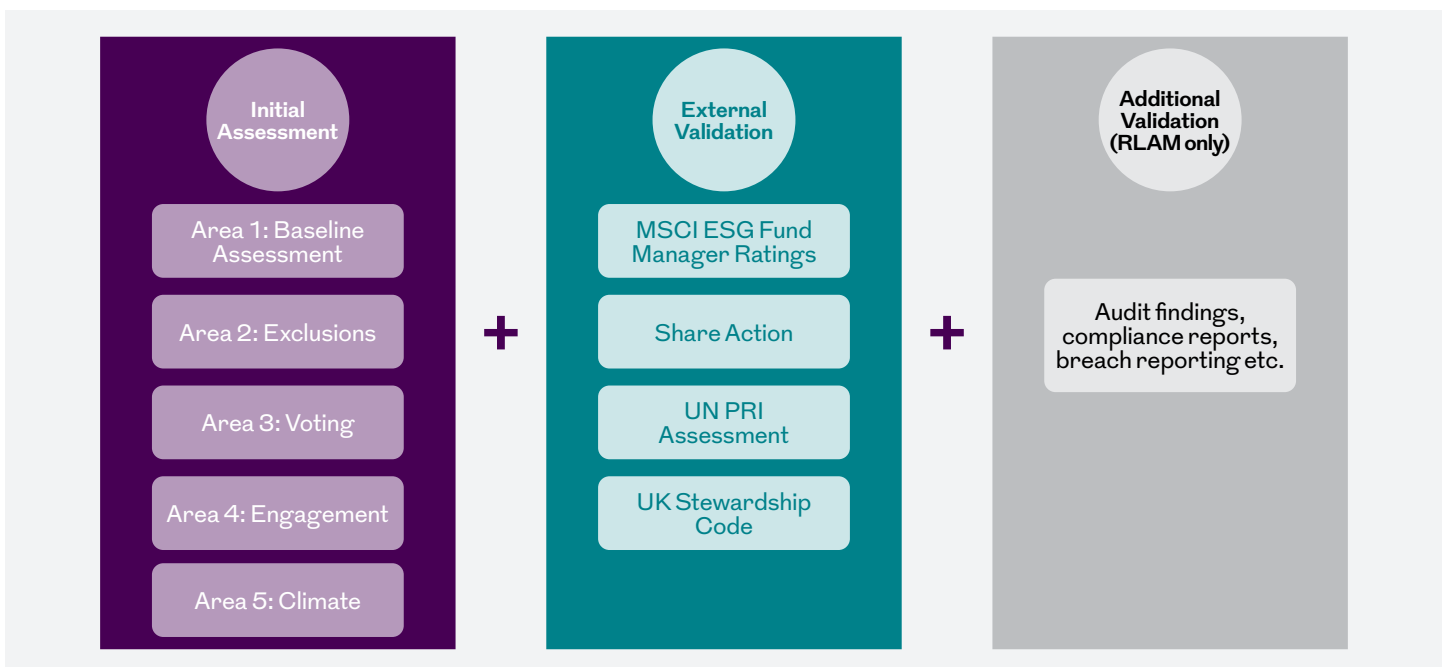 Initial
Assessment
Area 1: Baseline
Assessment
Area 2: Exclusions
Area 3: Voting
Area 4: Engagement
Area 5: Climate
+
External
Validation
MSCI ESG Fund
Manager Ratings
Share Action
UN PRI
Assessment
UK Stewardship
Code
+
Additional
Validation
(RLAM only)
Audit findings,
compliance reports,
breach reporting etc.